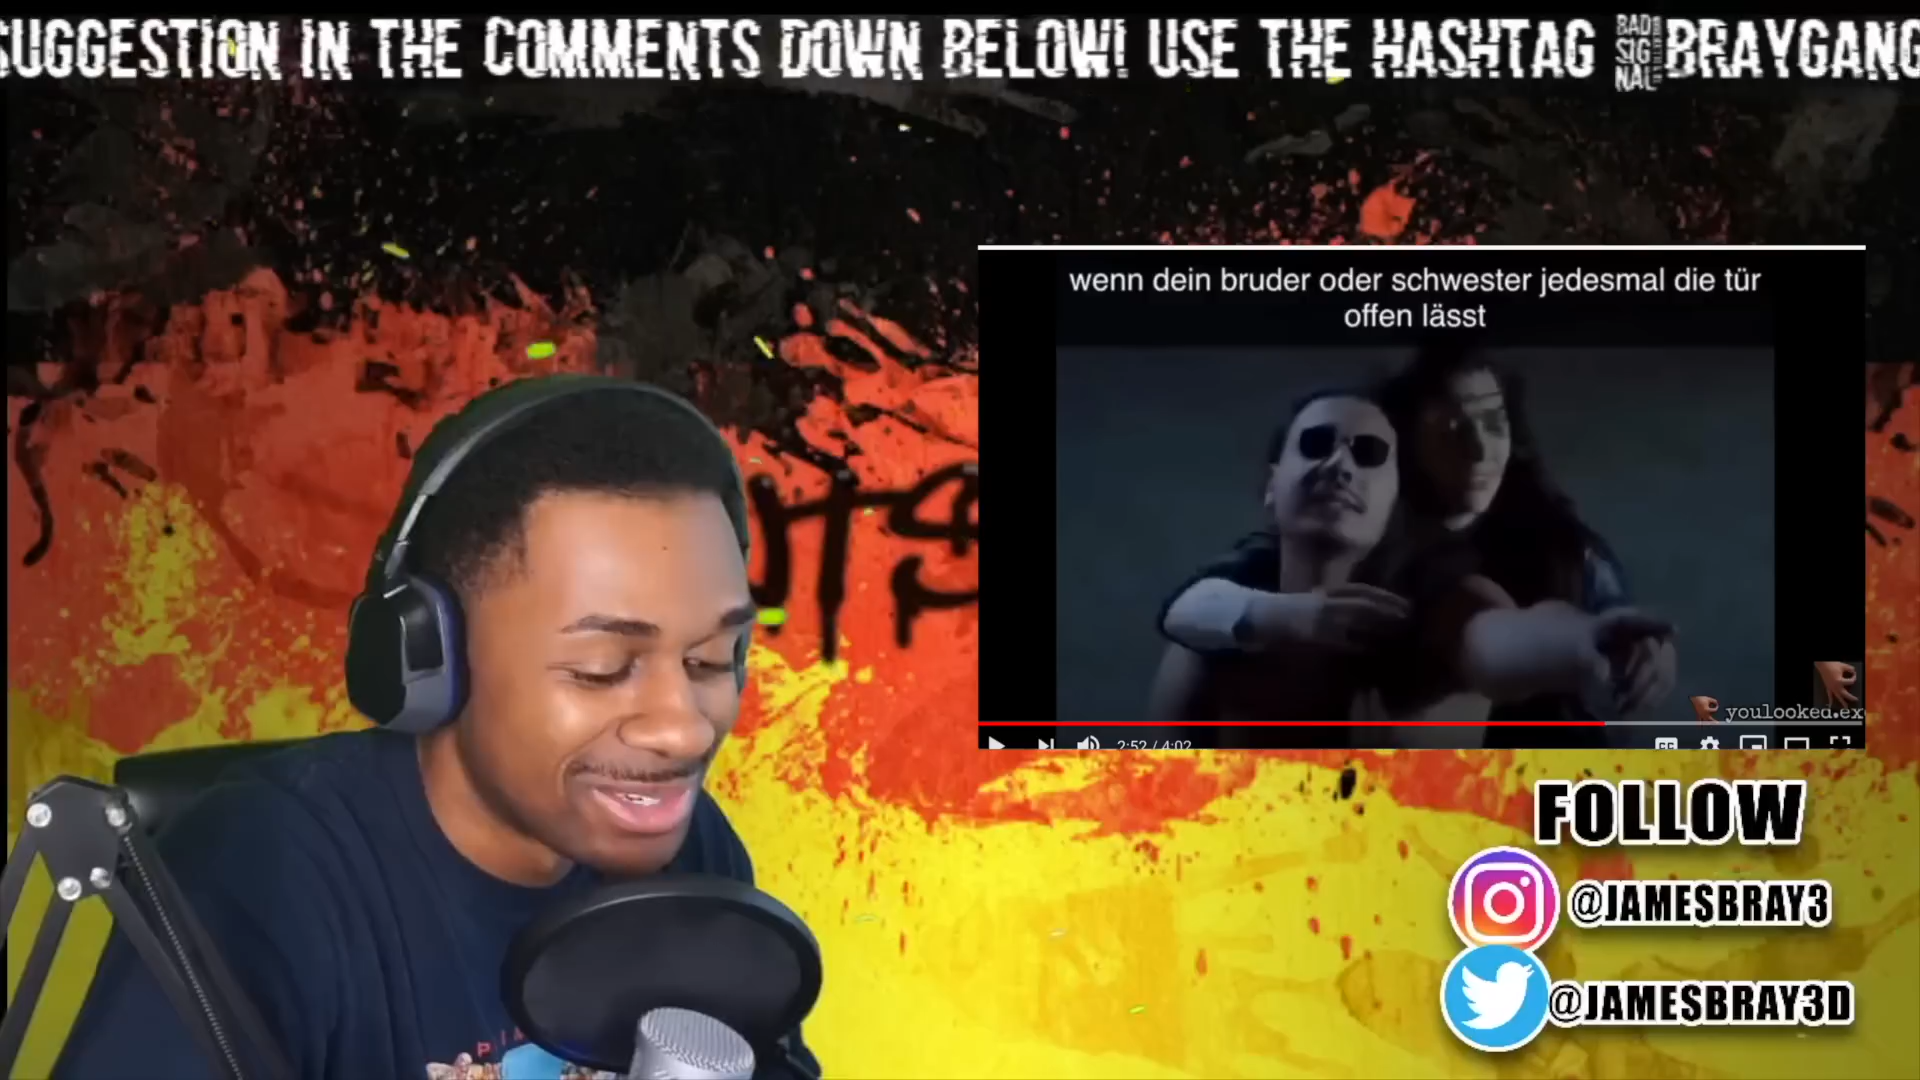 SUGGESTION IN THE COMMENTS DOWN BELOW! USE THE HASHTAG BAD SIG NAL BRAYGANG
wenn dein bruder oder schwester jedesmal die tür
offen lässt
youlooked.ex
2:52 / 4:02
FOLLOW
@JAMESBRAY3
@JAMESBRAY3D